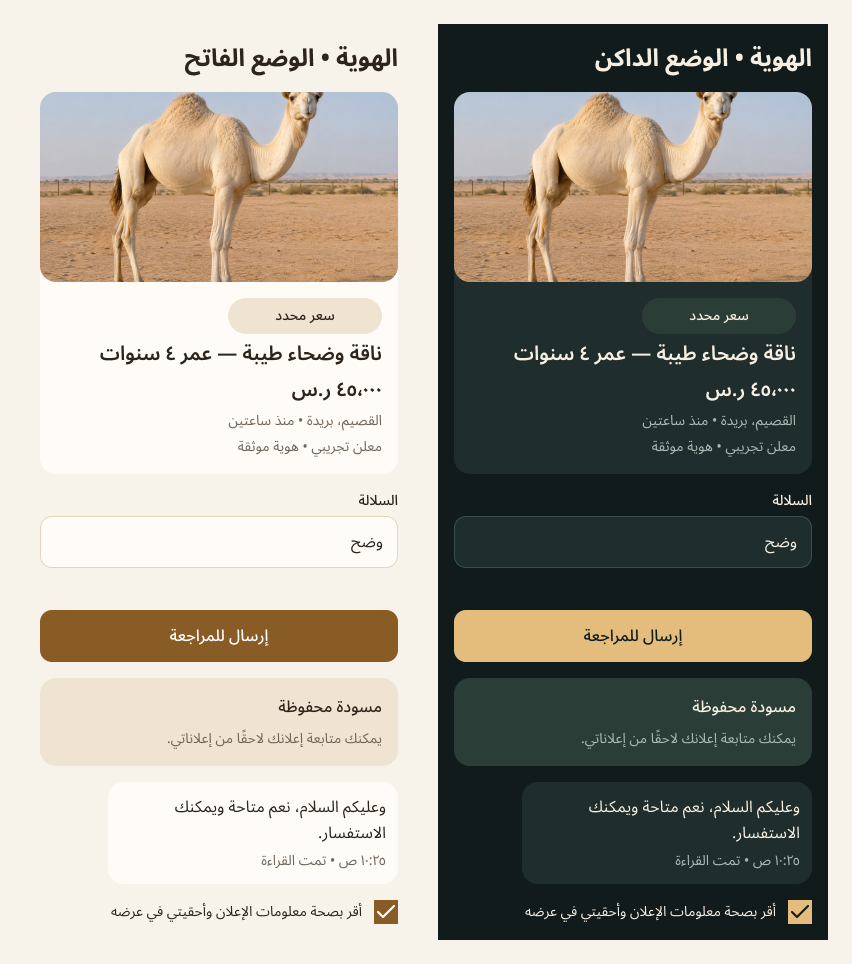 الهوية • الوضع الداكن
سعر محدد
ناقة وضحاء طيبة — عمر ٤ سنوات
٤٥،٠٠٠ ر.س
القصيم، بريدة • منذ ساعتين
معلن تجريبي • هوية موثقة
السلالة
وضح
إرسال للمراجعة
مسودة محفوظة
يمكنك متابعة إعلانك لاحقًا من إعلاناتي.
وعليكم السلام، نعم متاحة ويمكنك
الاستفسار.
١٠:٢٥ ص • تمت القراءة
أقر بصحة معلومات الإعلان وأحقيتي في عرضه
الهوية • الوضع الفاتح
سعر محدد
ناقة وضحاء طيبة — عمر ٤ سنوات
٤٥،٠٠٠ ر.س
القصيم، بريدة • منذ ساعتين
معلن تجريبي • هوية موثقة
السلالة
وضح
إرسال للمراجعة
مسودة محفوظة
يمكنك متابعة إعلانك لاحقًا من إعلاناتي.
وعليكم السلام، نعم متاحة ويمكنك
الاستفسار.
١٠:٢٥ ص • تمت القراءة
أقر بصحة معلومات الإعلان وأحقيتي في عرضه